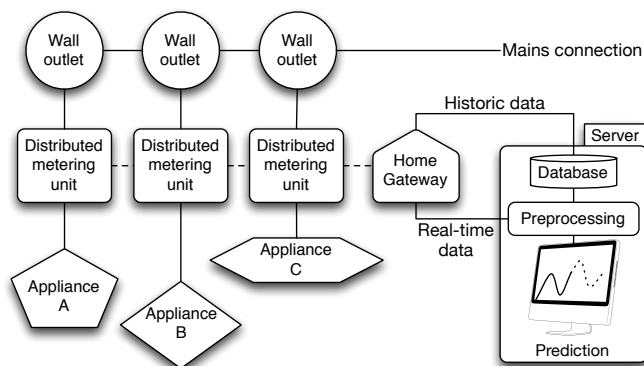 Wall
outlet
Wall
outlet
Wall
outlet
Mains connection
Historic data
Server
Distributed
metering
unit
Distributed
metering
unit
Distributed
metering
unit
Home
Gateway
Database
Preprocessing
Real-time
data
Appliance
A
Appliance
B
Appliance
C
Prediction